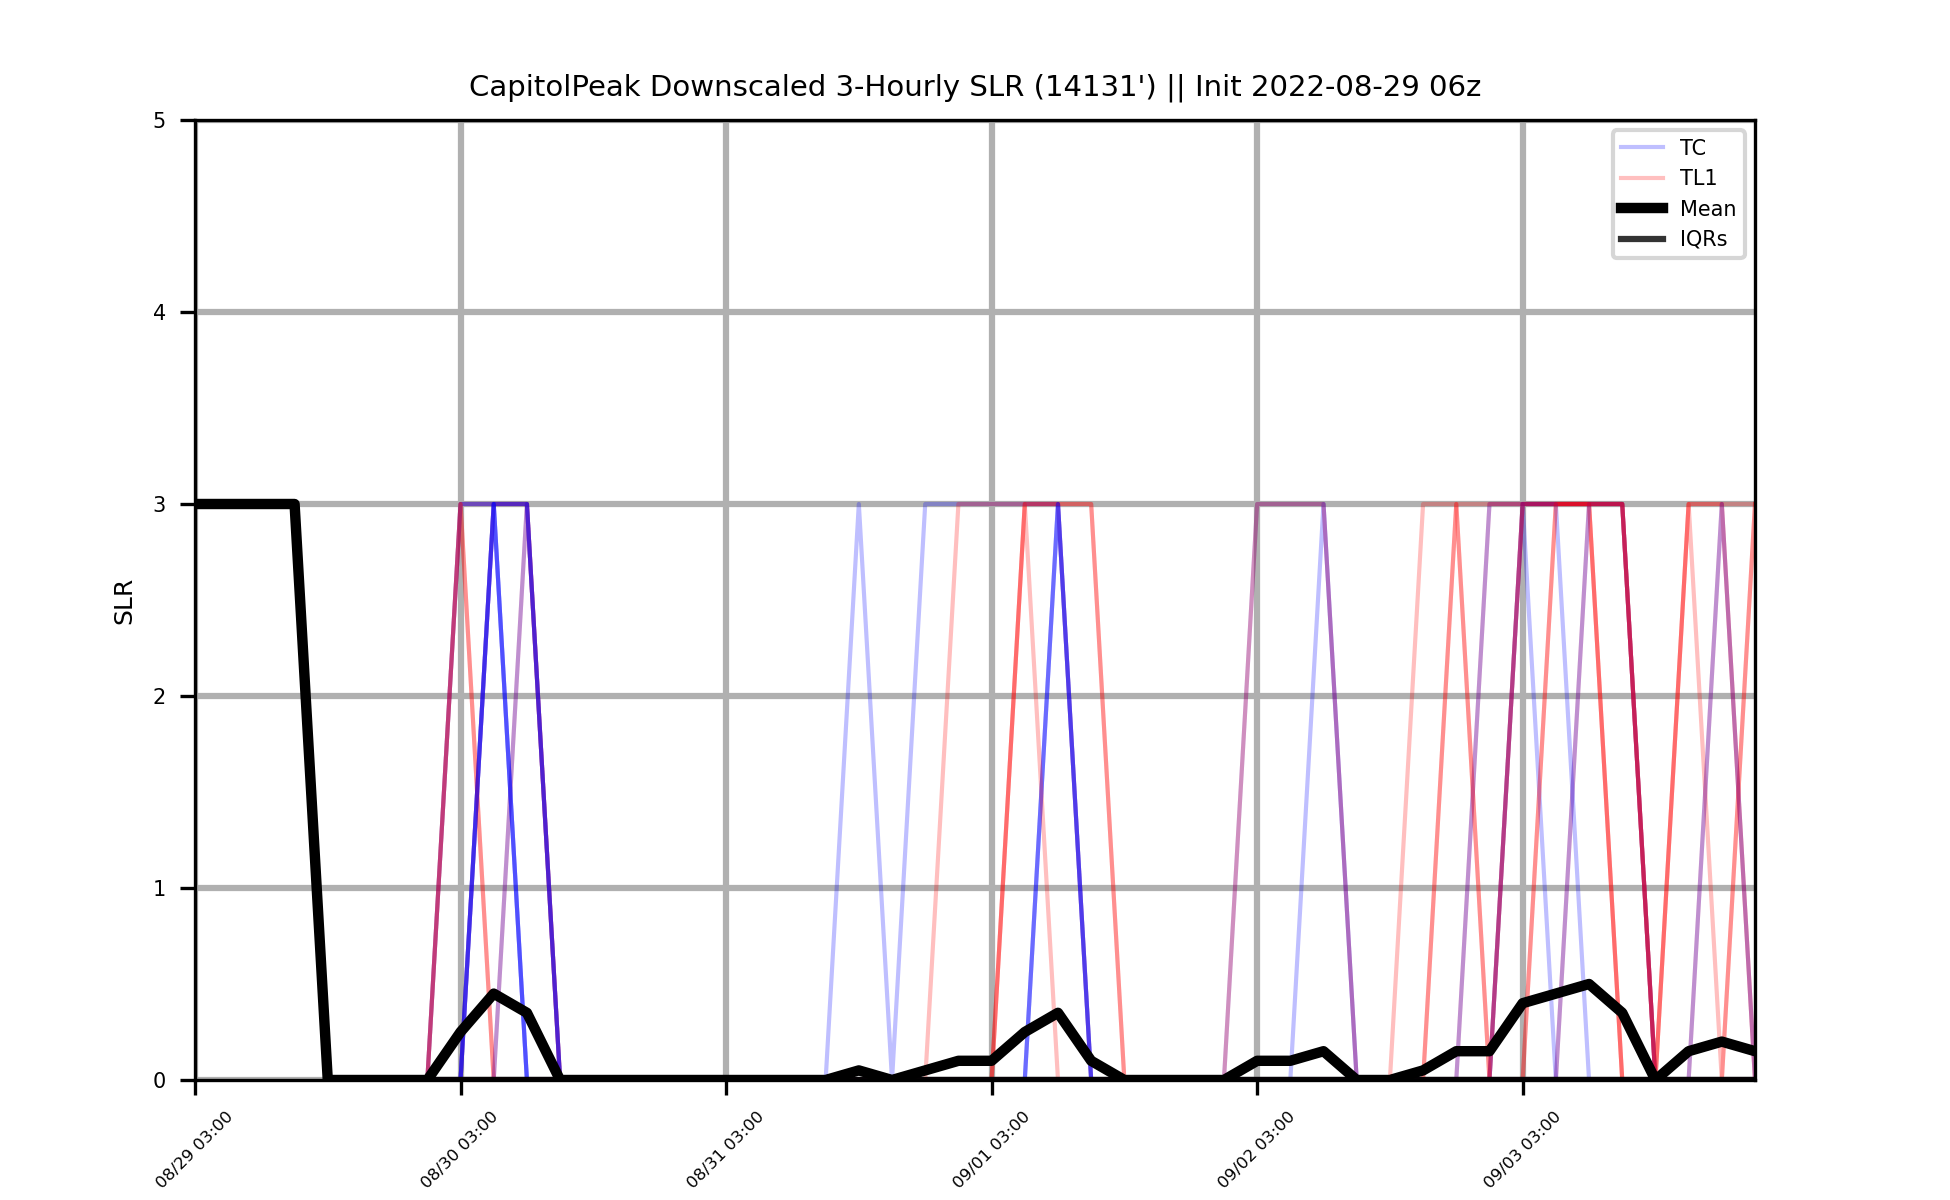 CapitolPeak Downscaled 3-Hourly SLR (14131') || Init 2022-08-29 06z
TC
TL1
Mean
IQRs
SLR
5
4
3
2
1
0
08/29 03:00
08/30 03:00
08/31 03:00
09/01 03:00
09/02 03:00
09/03 03:00